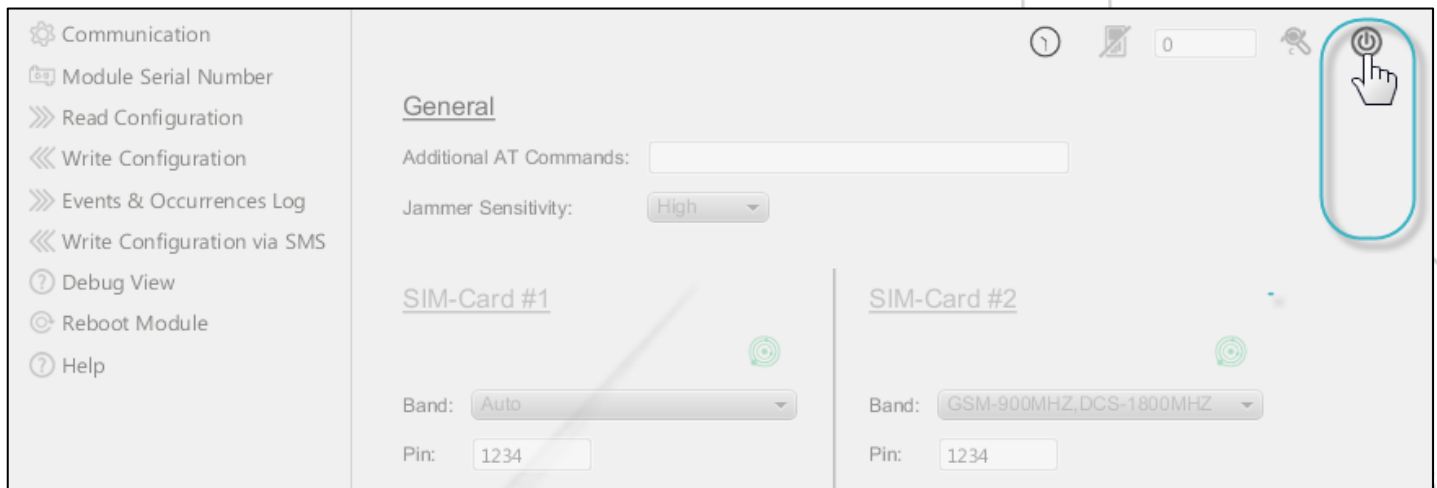 Communication
Module Serial Number
Read Configuration
Write Configuration
Events & Occurrences Log
Write Configuration via SMS
Debug View
Reboot Module
Help
0
General
Additional AT Commands:
Jammer Sensitivity: High
SIM-Card #1 SIM-Card #2
Band: Auto Band: GSM-900MHZ,DCS-1800MHZ
Pin: 1234 Pin: 1234